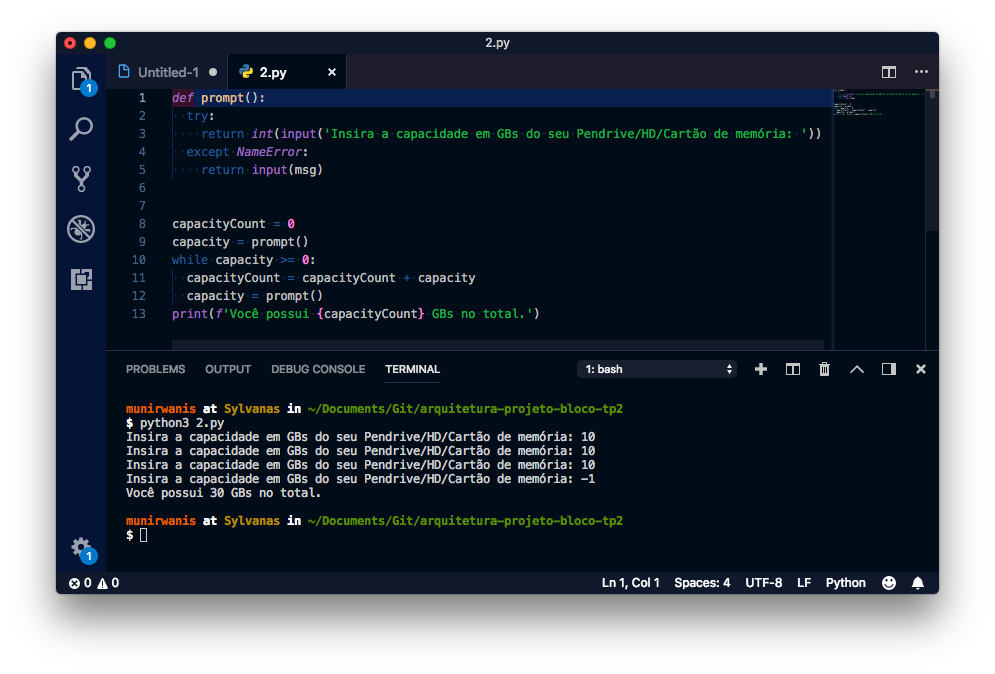 2.py
Untitled-1
2.py
1 def prompt():
2 try:
3 return int(input('Insira a capacidade em GBs do seu Pendrive/HD/Cartão de memória: '))
4 except NameError:
5 return input(msg)
6
7
8 capacityCount = 0
9 capacity = prompt()
10 while capacity >= 0:
11 capacityCount = capacityCount + capacity
12 capacity = prompt()
13 print(f'Você possui {capacityCount} GBs no total.')
1
PROBLEMS OUTPUT DEBUG CONSOLE TERMINAL 1: bash
munirwanis at Sylvanas in ~/Documents/Git/arquitetura-projeto-bloco-tp2
$ python3 2.py
Insira a capacidade em GBs do seu Pendrive/HD/Cartão de memória: 10
Insira a capacidade em GBs do seu Pendrive/HD/Cartão de memória: 10
Insira a capacidade em GBs do seu Pendrive/HD/Cartão de memória: 10
Insira a capacidade em GBs do seu Pendrive/HD/Cartão de memória: -1
Você possui 30 GBs no total.
munirwanis at Sylvanas in ~/Documents/Git/arquitetura-projeto-bloco-tp2
$
1
0 0 Ln 1, Col 1 Spaces: 4 UTF-8 LF Python